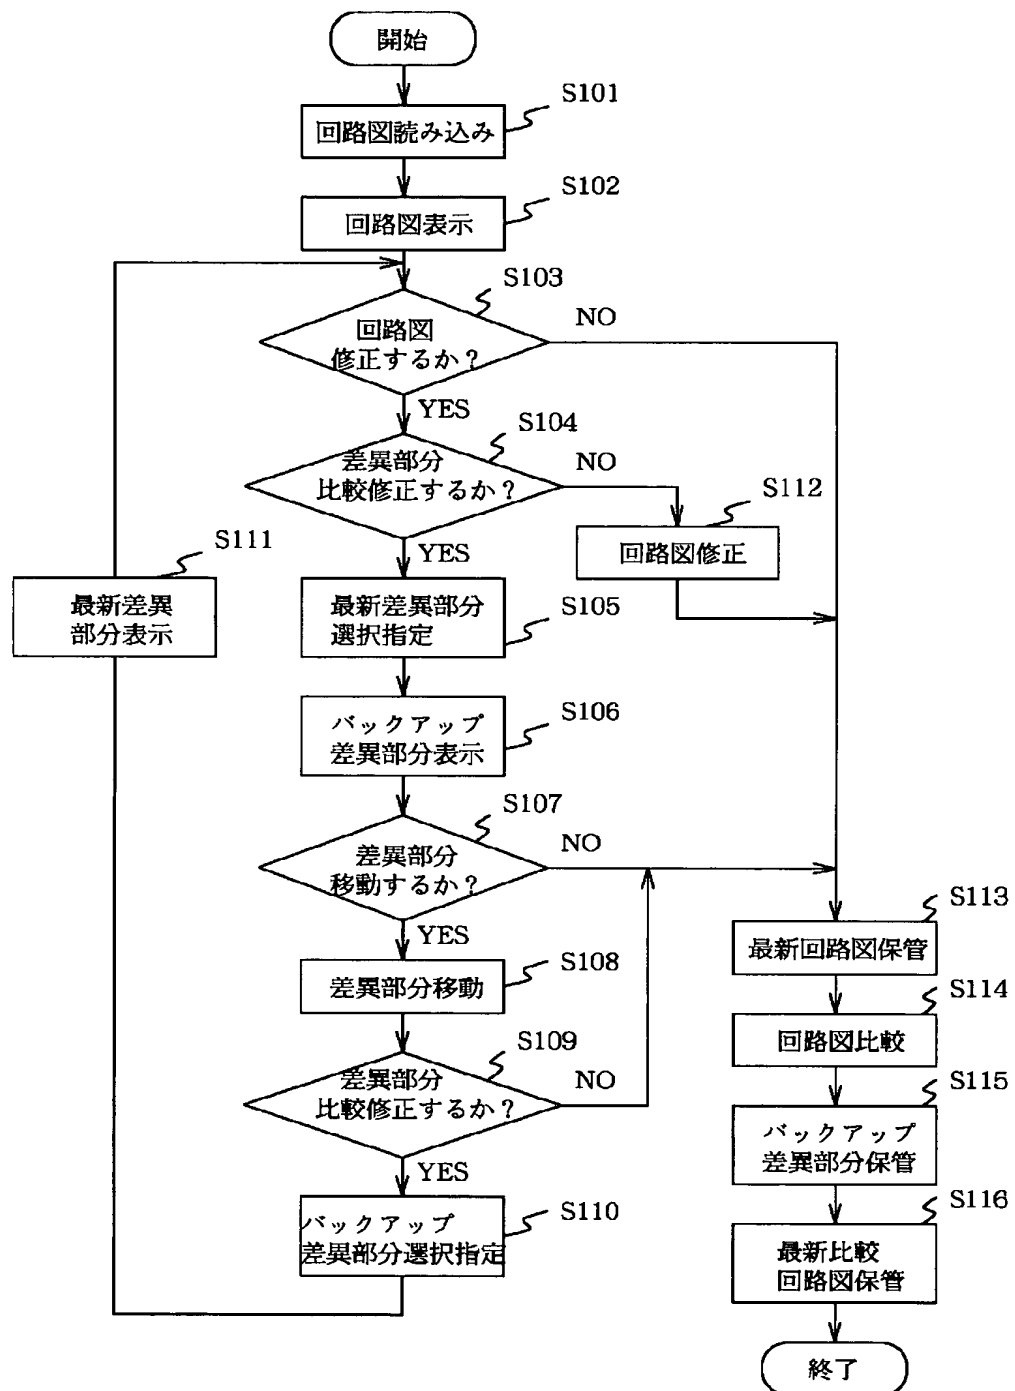 開始
S101
回路図読み込み
S102
回路図表示
S103
回路図
修正するか？
NO
YES
S104
差異部分
比較修正するか？
NO
S112
回路図修正
YES
S111
最新差異
部分表示
最新差異部分
選択指定
S105
バックアップ
差異部分表示
S106
S107
差異部分
移動するか？
NO
YES
S108
差異部分移動
S109
差異部分
比較修正するか？
NO
YES
S110
バックアップ
差異部分選択指定
S113
最新回路図保管
S114
回路図比較
S115
バックアップ
差異部分保管
S116
最新比較
回路図保管
終了